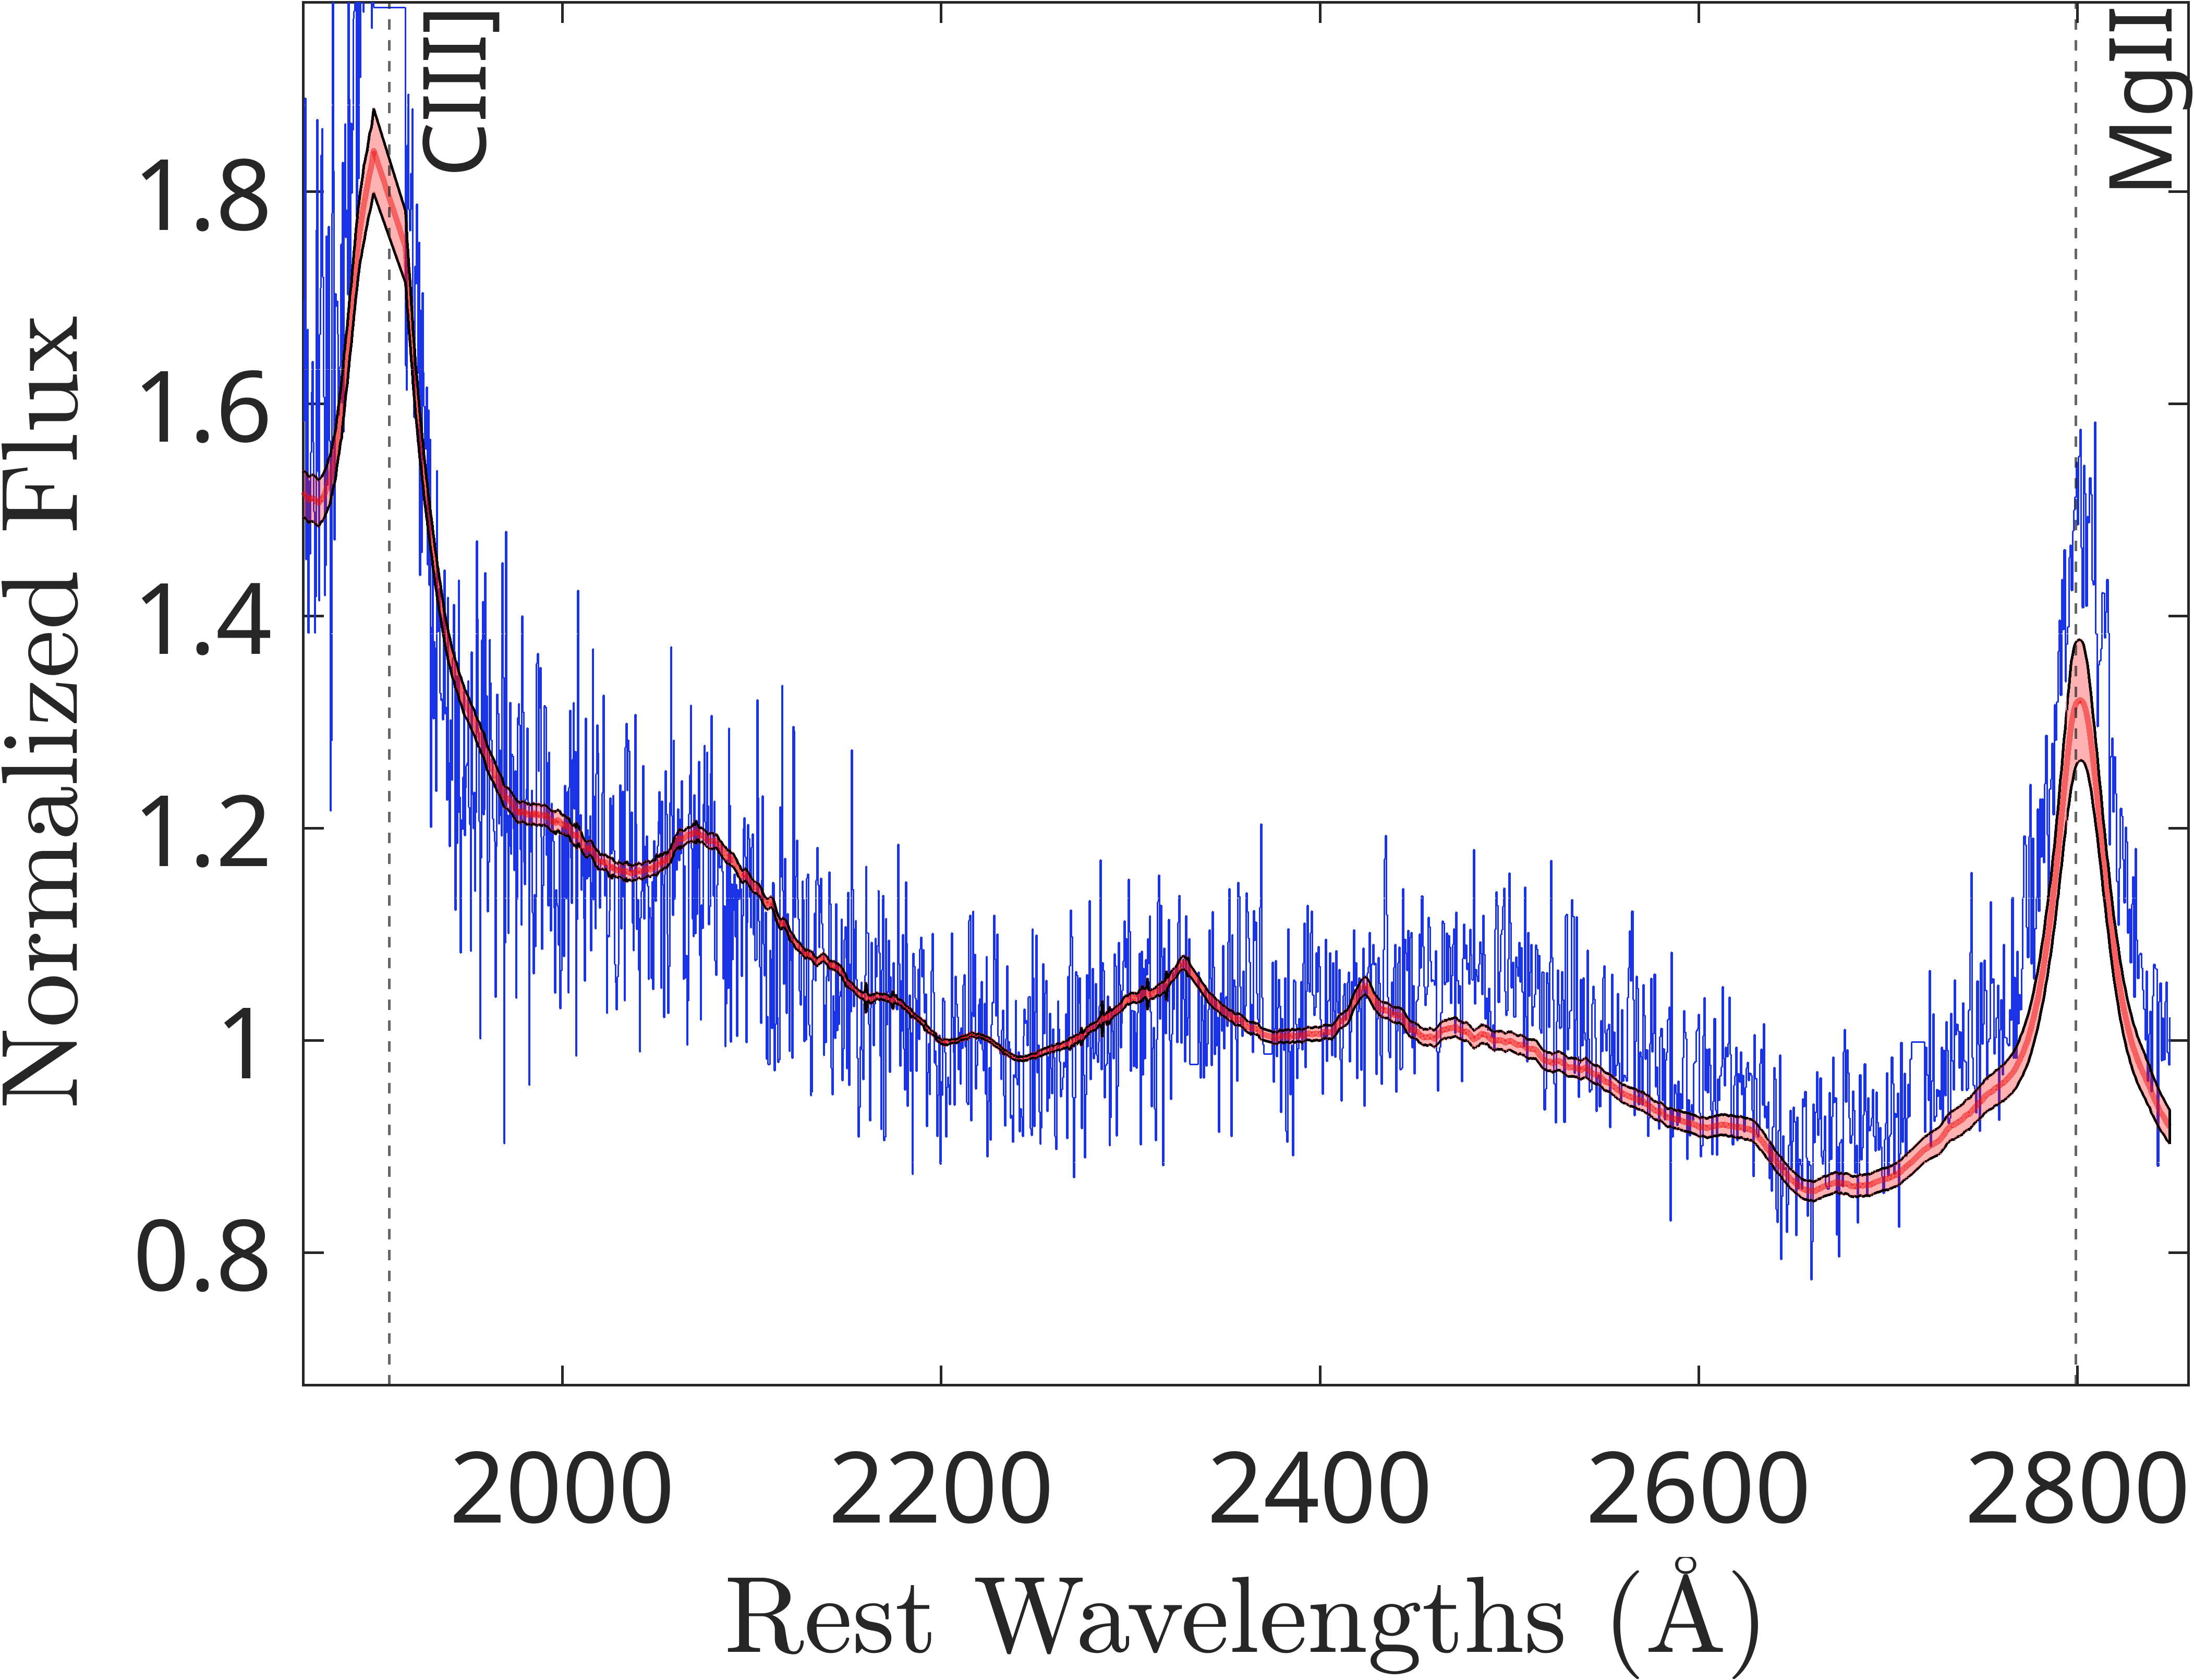 CIII]
MgII
Normalized Flux
1.8
1.6
1.4
1.2
1
0.8
2000 2200 2400 2600 2800
Rest Wavelengths (Å)